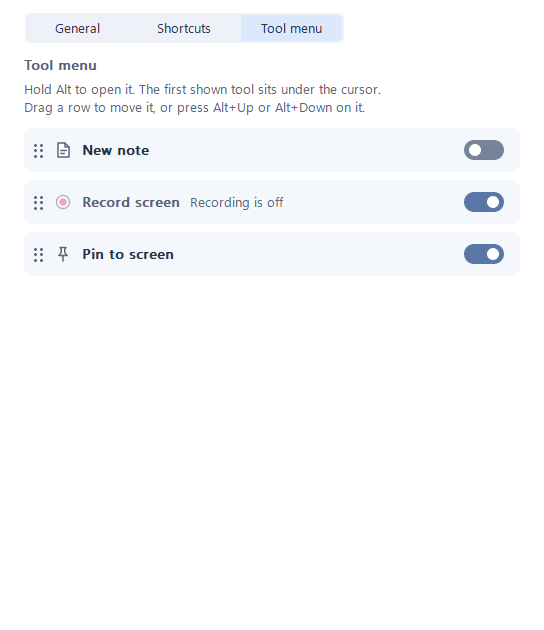 General
Shortcuts
Tool menu
Tool menu
Hold Alt to open it. The first shown tool sits under the cursor.
Drag a row to move it, or press Alt+Up or Alt+Down on it.
New note
Record screen Recording is off
Pin to screen